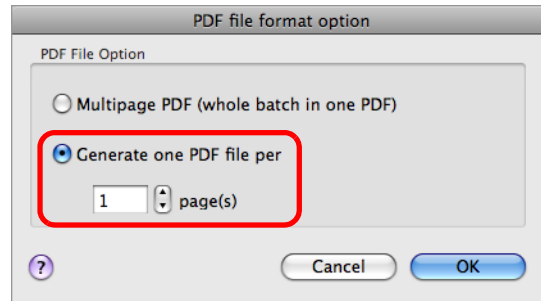 PDF file format option
PDF File Option
Multipage PDF (whole batch in one PDF)
Generate one PDF file per
1 page(s)
? Cancel OK